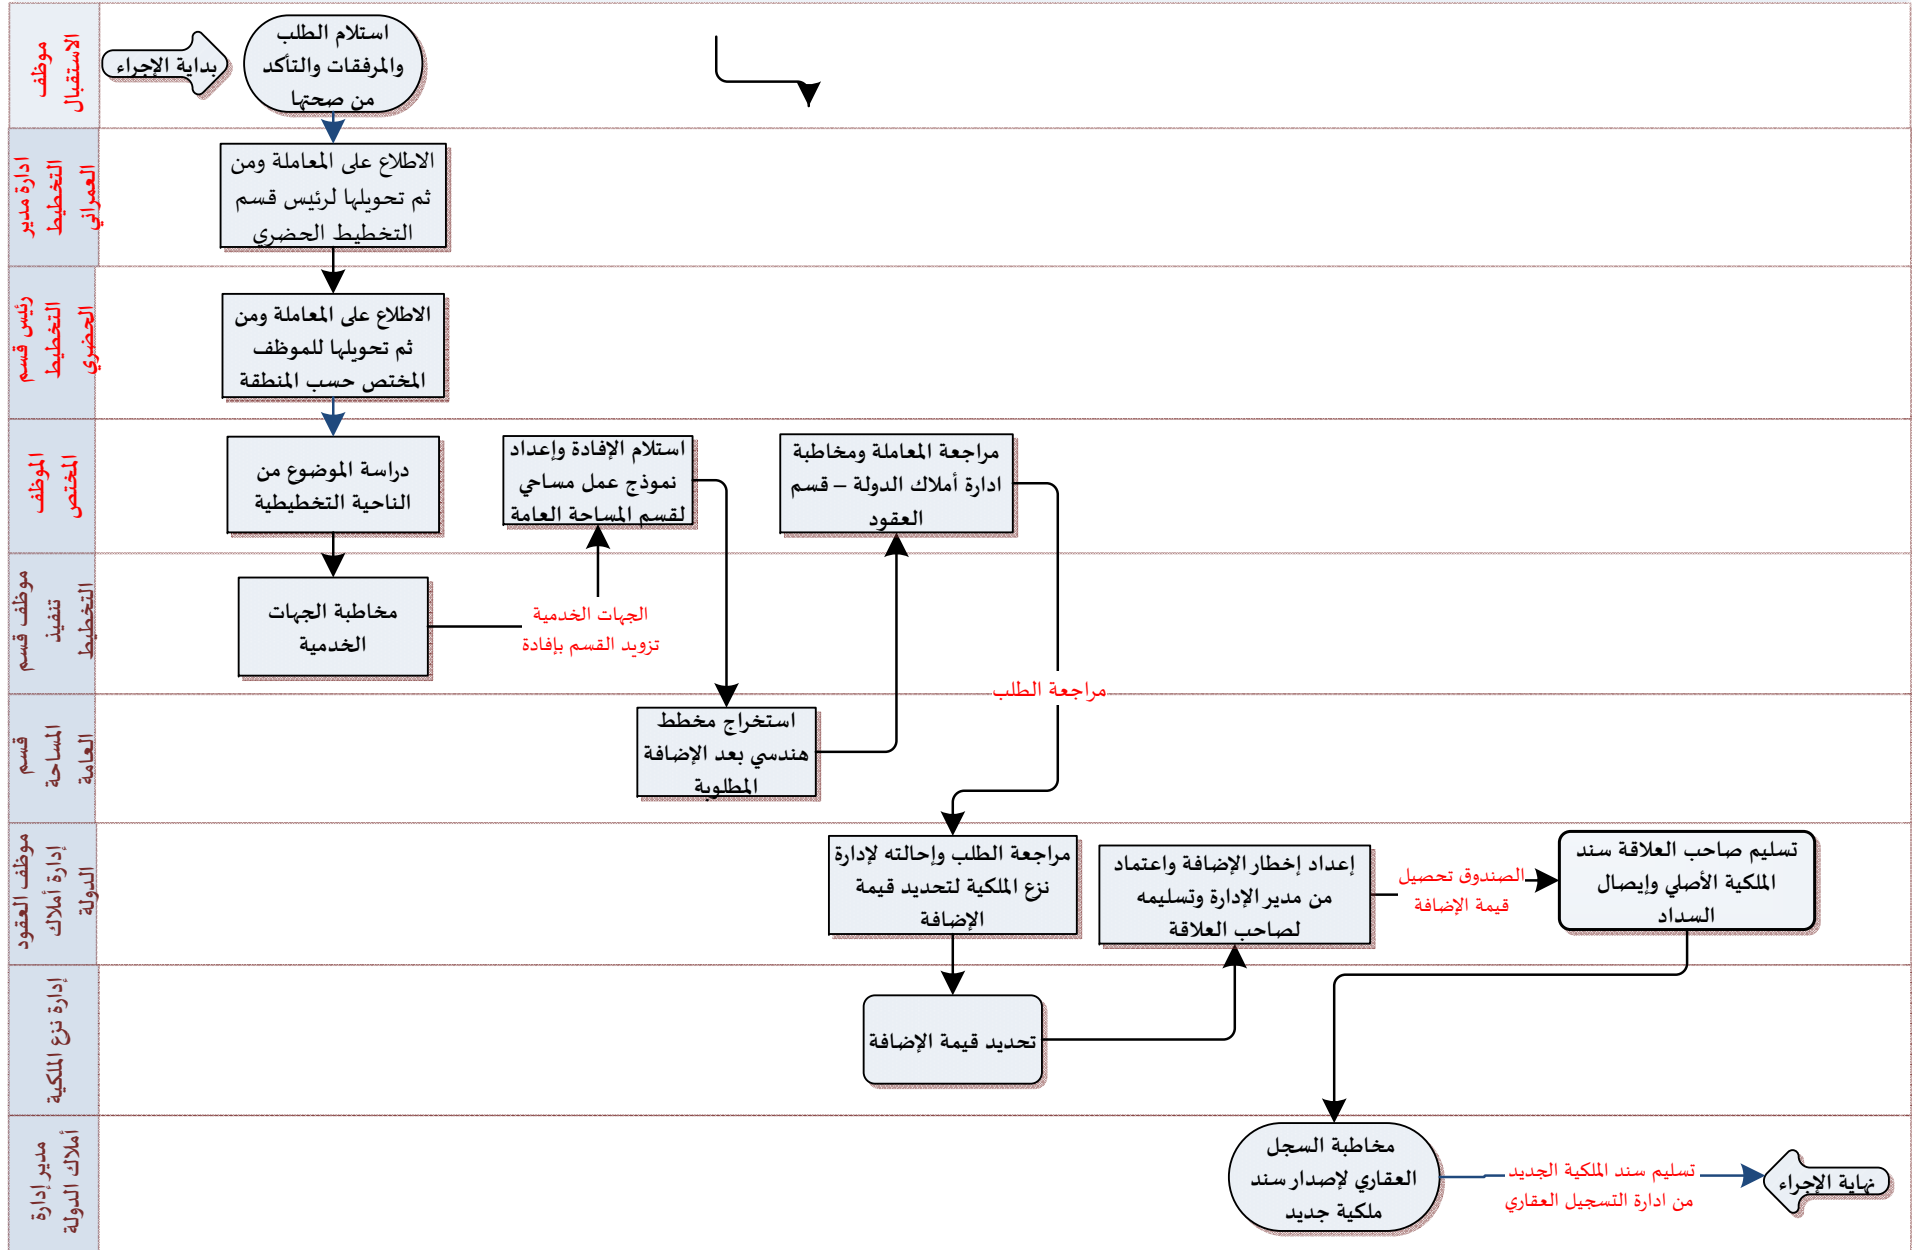 موظف
الاستقبال
بداية الإجراء
استلام الطلب
والمرفقات والتأكد
من صحتها
ادارة مدير
التخطيط
العمراني
الاطلاع على المعاملة ومن
ثم تحويلها لرئيس قسم
التخطيط الحضري
رئيس قسم
التخطيط
الحضري
الاطلاع على المعاملة ومن
ثم تحويلها للموظف
المختص حسب المنطقة
الموظف
المختص
دراسة الموضوع من
الناحية التخطيطية
استلام الإفادة وإعداد
نموذج عمل مساحي
لقسم المساحة العامة
مراجعة المعاملة ومخاطبة
ادارة أملاك الدولة – قسم
العقود
موظف قسم
تنفيذ
التخطيط
مخاطبة الجهات
الخدمية
الجهات الخدمية
تزويد القسم بإفادة
مراجعة الطلب
قسم
المساحة
العامة
استخراج مخطط
هندسي بعد الإضافة
المطلوبة
موظف العقود
إدارة أملاك
الدولة
مراجعة الطلب وإحالته لإدارة
نزع الملكية لتحديد قيمة
الإضافة
إعداد إخطار الإضافة واعتماد
من مدير الإدارة وتسليمه
لصاحب العلاقة
الصندوق تحصيل
قيمة الإضافة
تسليم صاحب العلاقة سند
الملكية الأصلي وإيصال
السداد
إدارة نزع الملكية
تحديد قيمة الإضافة
مدير إدارة
أملاك الدولة
مخاطبة السجل
العقاري لإصدار سند
ملكية جديد
تسليم سند الملكية الجديد
من ادارة التسجيل العقاري
نهاية الإجراء